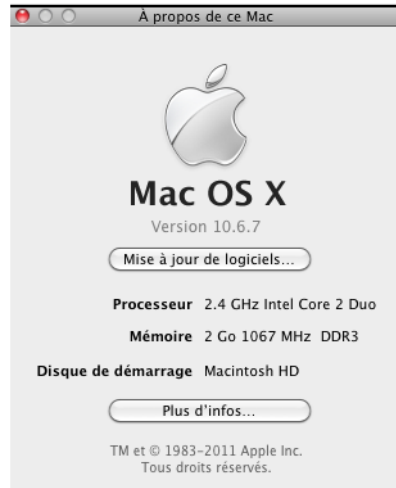 À propos de ce Mac
Mac OS X
Version 10.6.7
Mise à jour de logiciels...
Processeur 2.4 GHz Intel Core 2 Duo
Mémoire 2 Go 1067 MHz DDR3
Disque de démarrage Macintosh HD
Plus d'infos...
TM et © 1983-2011 Apple Inc.
Tous droits réservés.